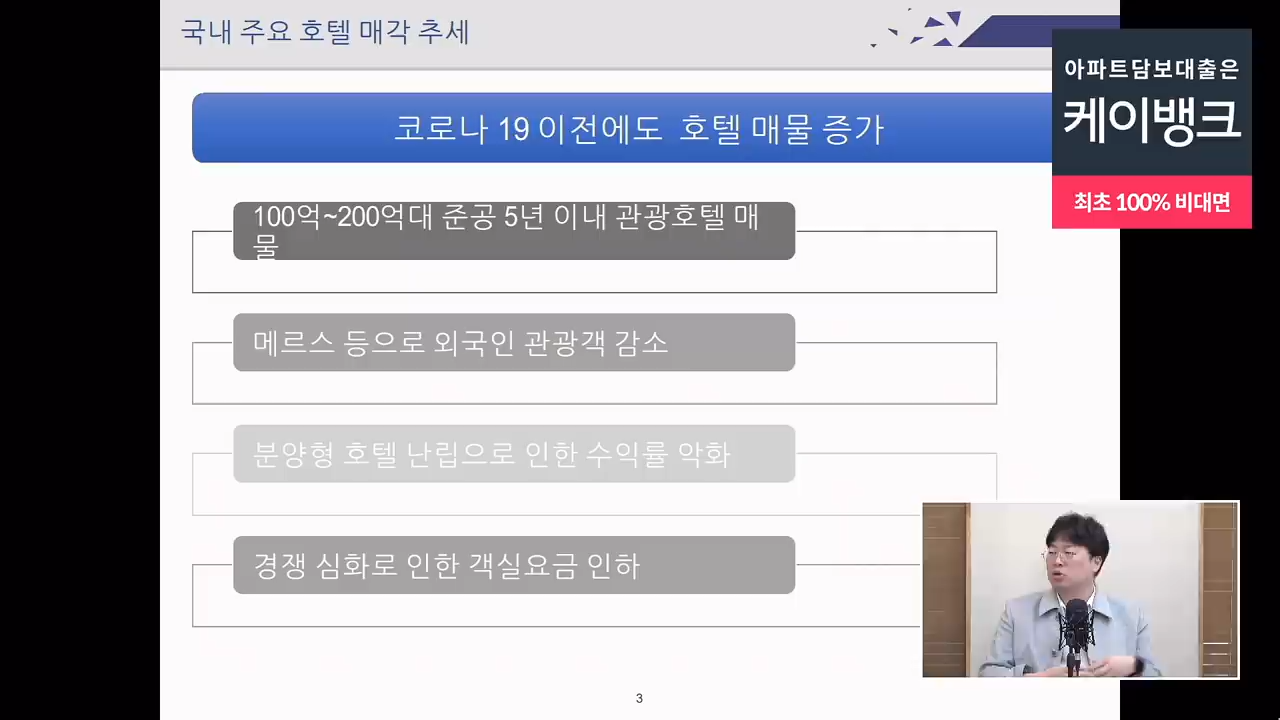 국내 주요 호텔 매각 추세
아파트담보대출은
케이뱅크
최초 100% 비대면
코로나 19 이전에도 호텔 매물 증가
100억~200억대 준공 5년 이내 관광호텔 매
물
메르스 등으로 외국인 관광객 감소
분양형 호텔 난립으로 인한 수익률 악화
경쟁 심화로 인한 객실요금 인하
3